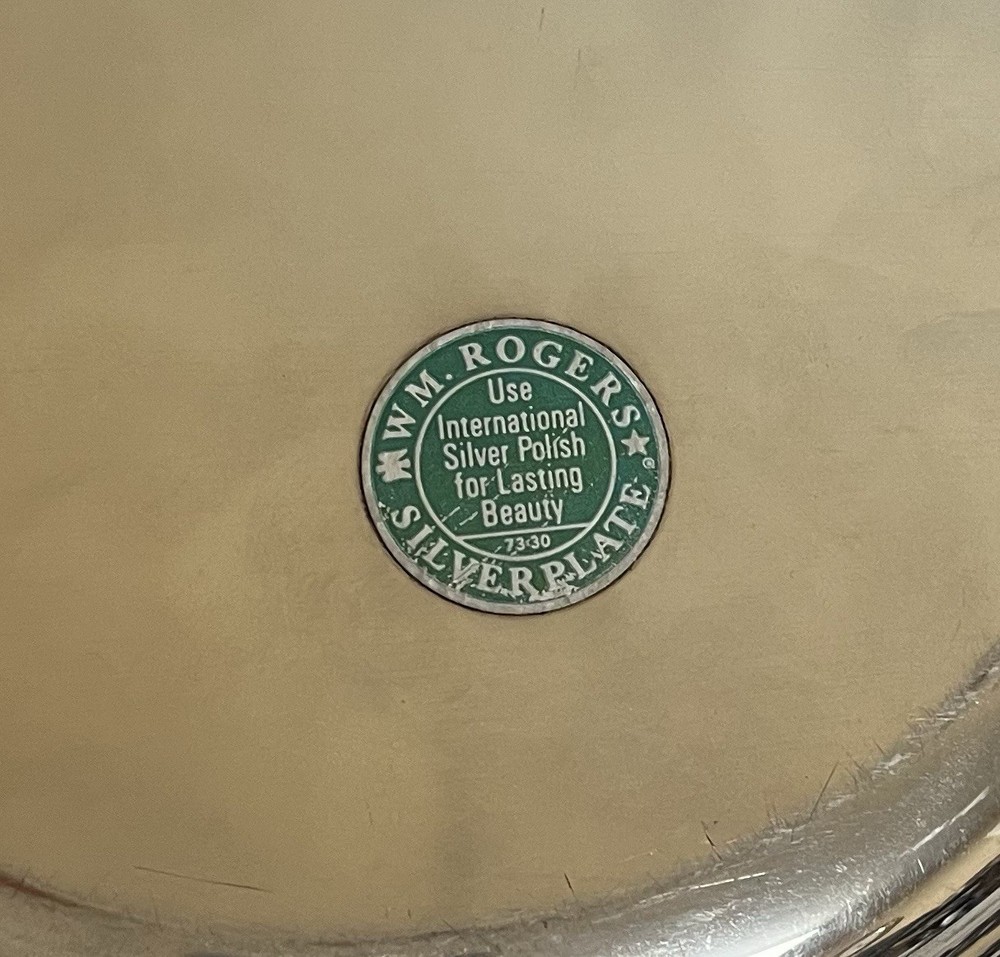 WM. ROGERS ★
Use
International
Silver Polish
for Lasting
Beauty
73-30
SILVERPLATE ®